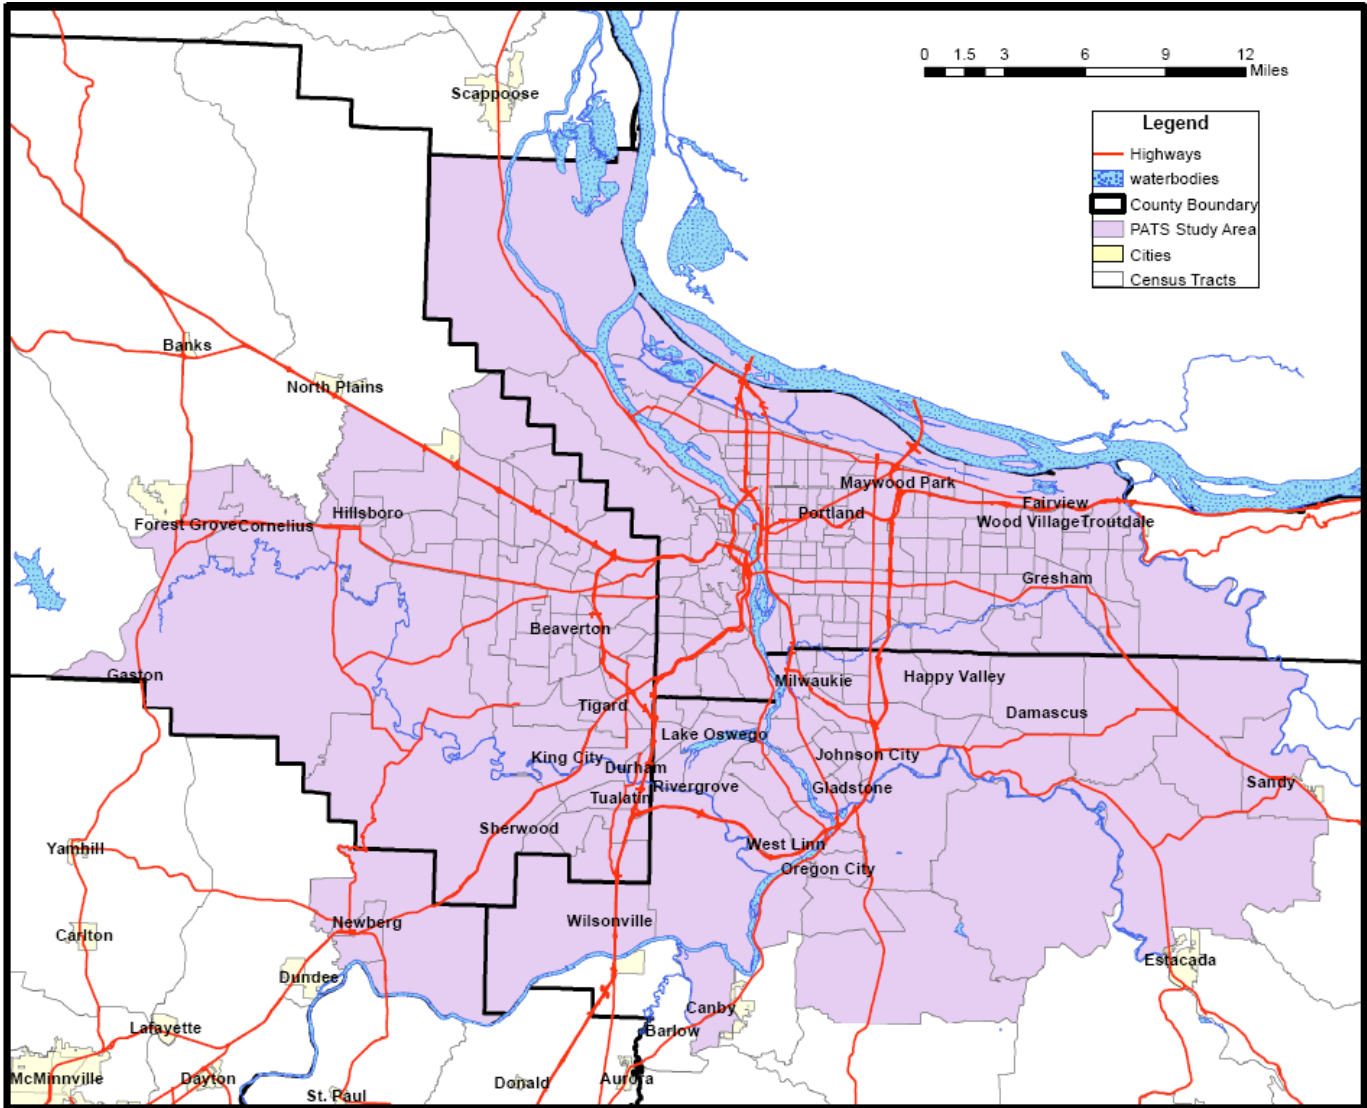 0 1.5 3 6 9 12
Miles
Scappoose
Legend
Highways
waterbodies
County Boundary
PATS Study Area
Cities
Census Tracts
Banks
North Plains
Maywood Park
Fairview
Forest Grove Cornelius
Hillsboro
Portland
Wood Village Troutdale
Gresham
Beaverton
Gaston
Milwaukie
Happy Valley
Tigard
Damascus
Lake Oswego
King City
Durham
Johnson City
Rivergrove
Gladstone
Sandy
Tualatin
Sherwood
Yamhill
West Linn
Oregon City
Newberg
Wilsonville
Carlton
Estacada
Dundee
Canby
Lafayette
Barlow
McMinnville
Dayton
St. Paul
Donald
Aurora